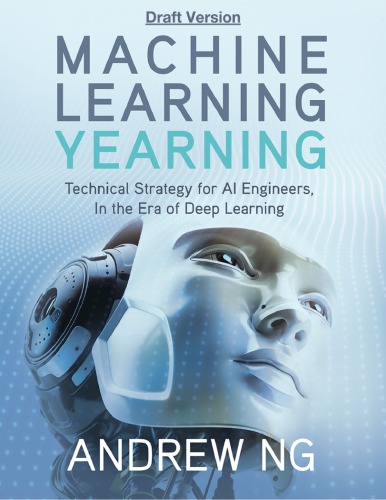 Draft Version
MACHINE
LEARNING
YEARNING
Technical Strategy for AI Engineers,
In the Era of Deep Learning
ANDREW NG